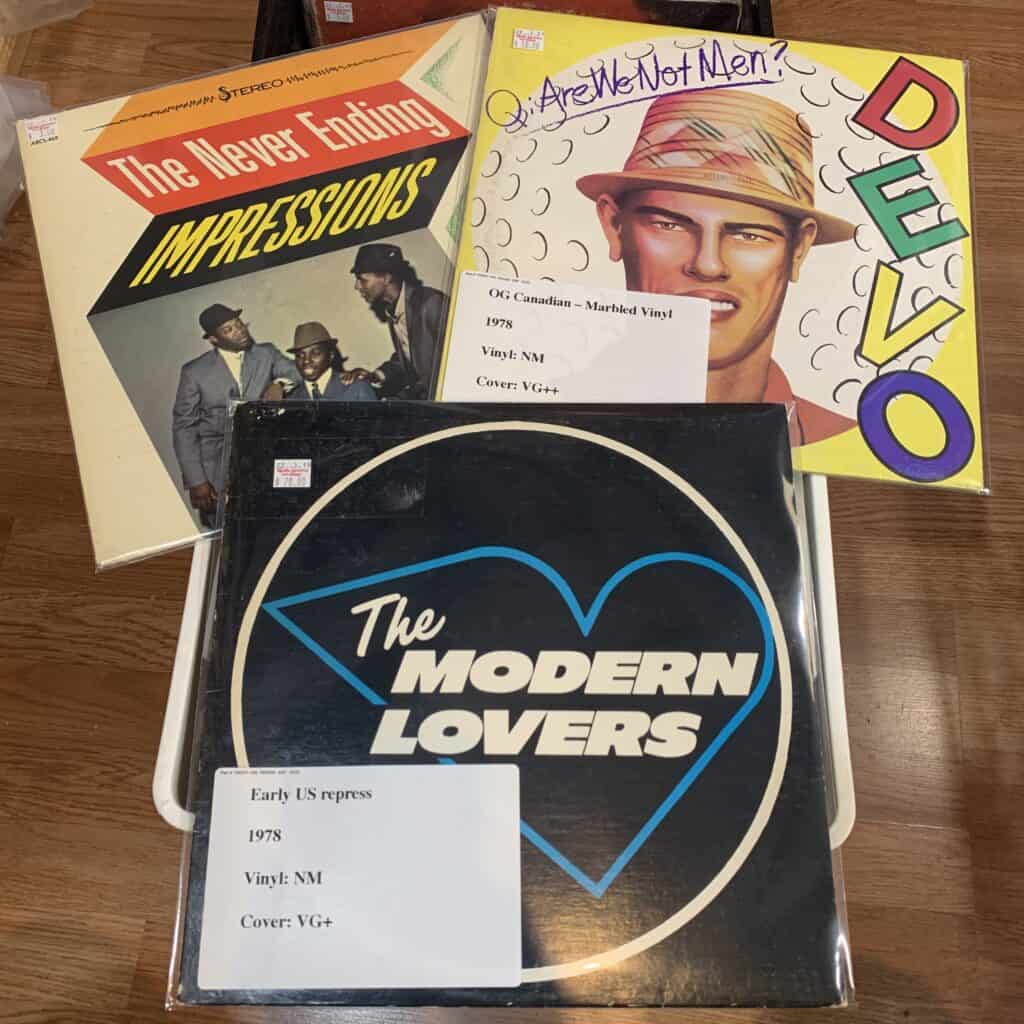 STEREO
The Never Ending
IMPRESSIONS
Q: Are We Not Men?
DEVO
OG Canadian – Marbled Vinyl
1978
Vinyl: NM
Cover: VG++
The
MODERN
LOVERS
Early US repress
1978
Vinyl: NM
Cover: VG+